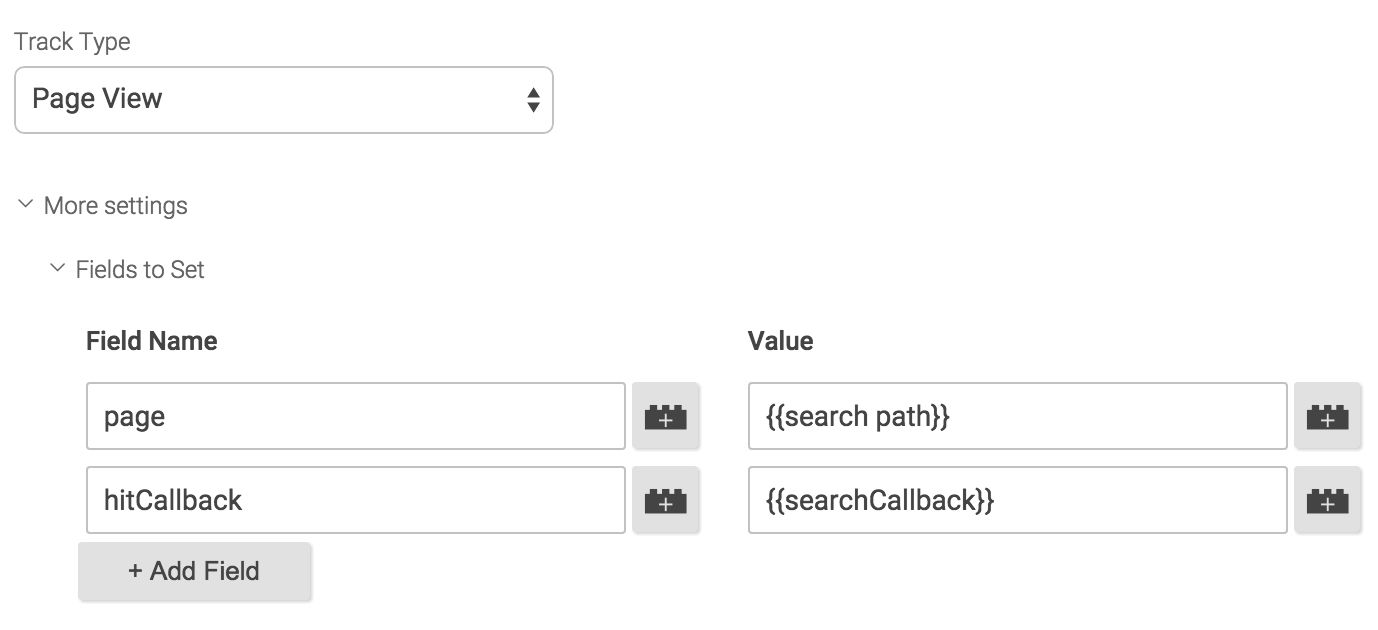 Track Type
Page View
More settings
Fields to Set
Field Name Value
page {{search path}}
hitCallback {{searchCallback}}
+ Add Field